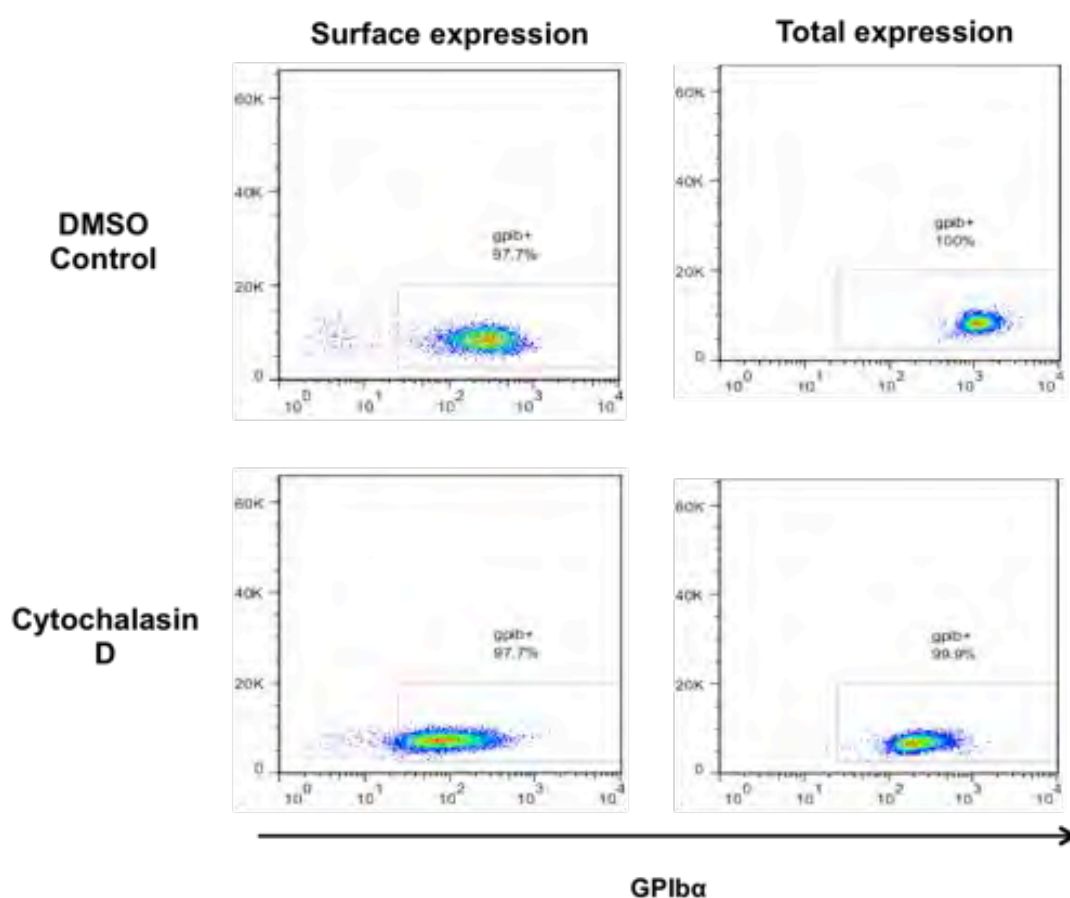 Surface expression
Total expression
DMSO
Control
60K
40K
20K
0
gpib+
97.7%
10^0 10^1 10^2 10^3 10^4
60K
40K
20K
0
gpib+
100%
10^0 10^1 10^2 10^3 10^4
Cytochalasin
D
60K
40K
20K
0
gpib+
97.7%
10^0 10^1 10^2 10^3 10^4
60K
40K
20K
0
gpib+
99.9%
10^0 10^1 10^2 10^3 10^4
GPIbα